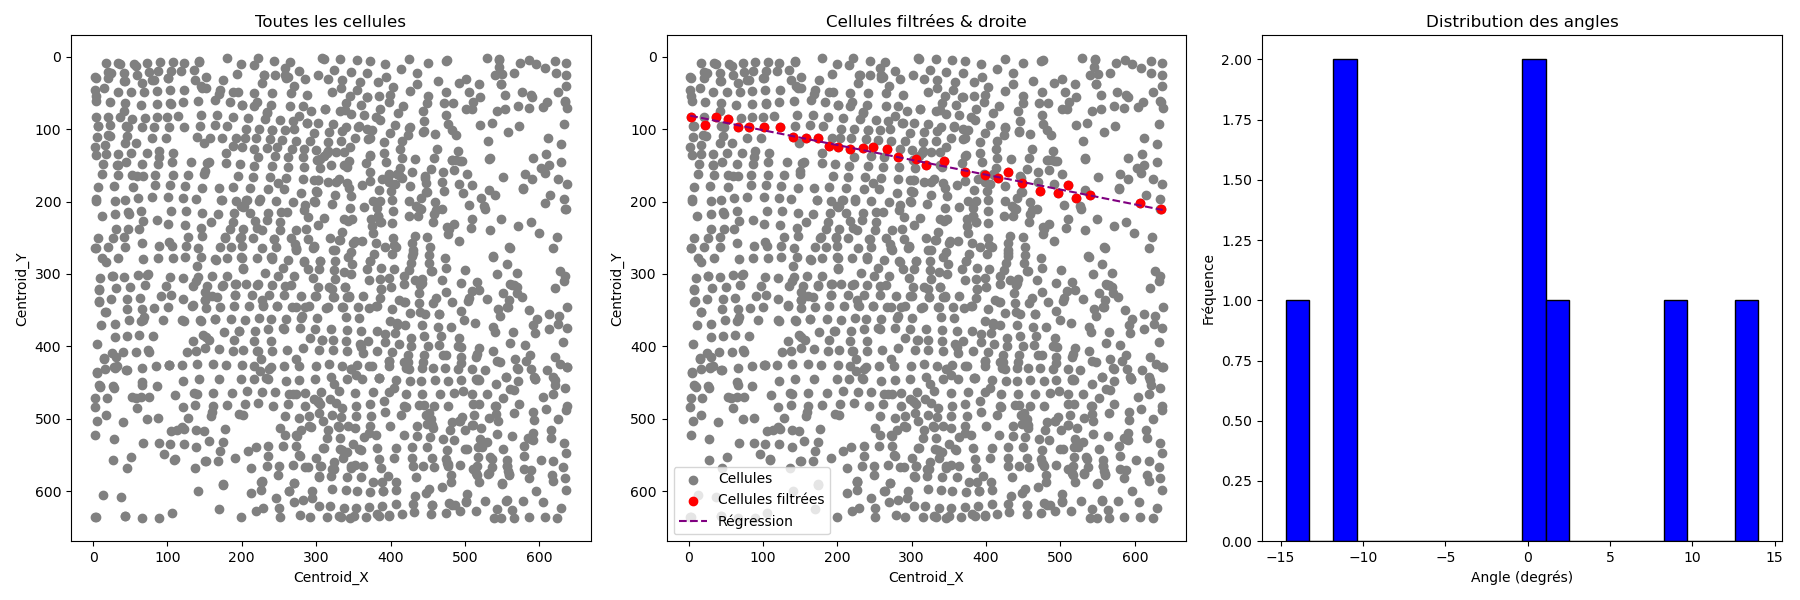 Toutes les cellules
0
100
200
300
400
500
600
Centroid_Y
0 100 200 300 400 500 600
Centroid_X
Cellules filtrées & droite
0
100
200
300
400
500
600
Centroid_Y
Cellules
Cellules filtrées
Régression
0 100 200 300 400 500 600
Centroid_X
Distribution des angles
2.00
1.75
1.50
1.25
1.00
0.75
0.50
0.25
0.00
Fréquence
−15 −10 −5 0 5 10 15
Angle (degrés)